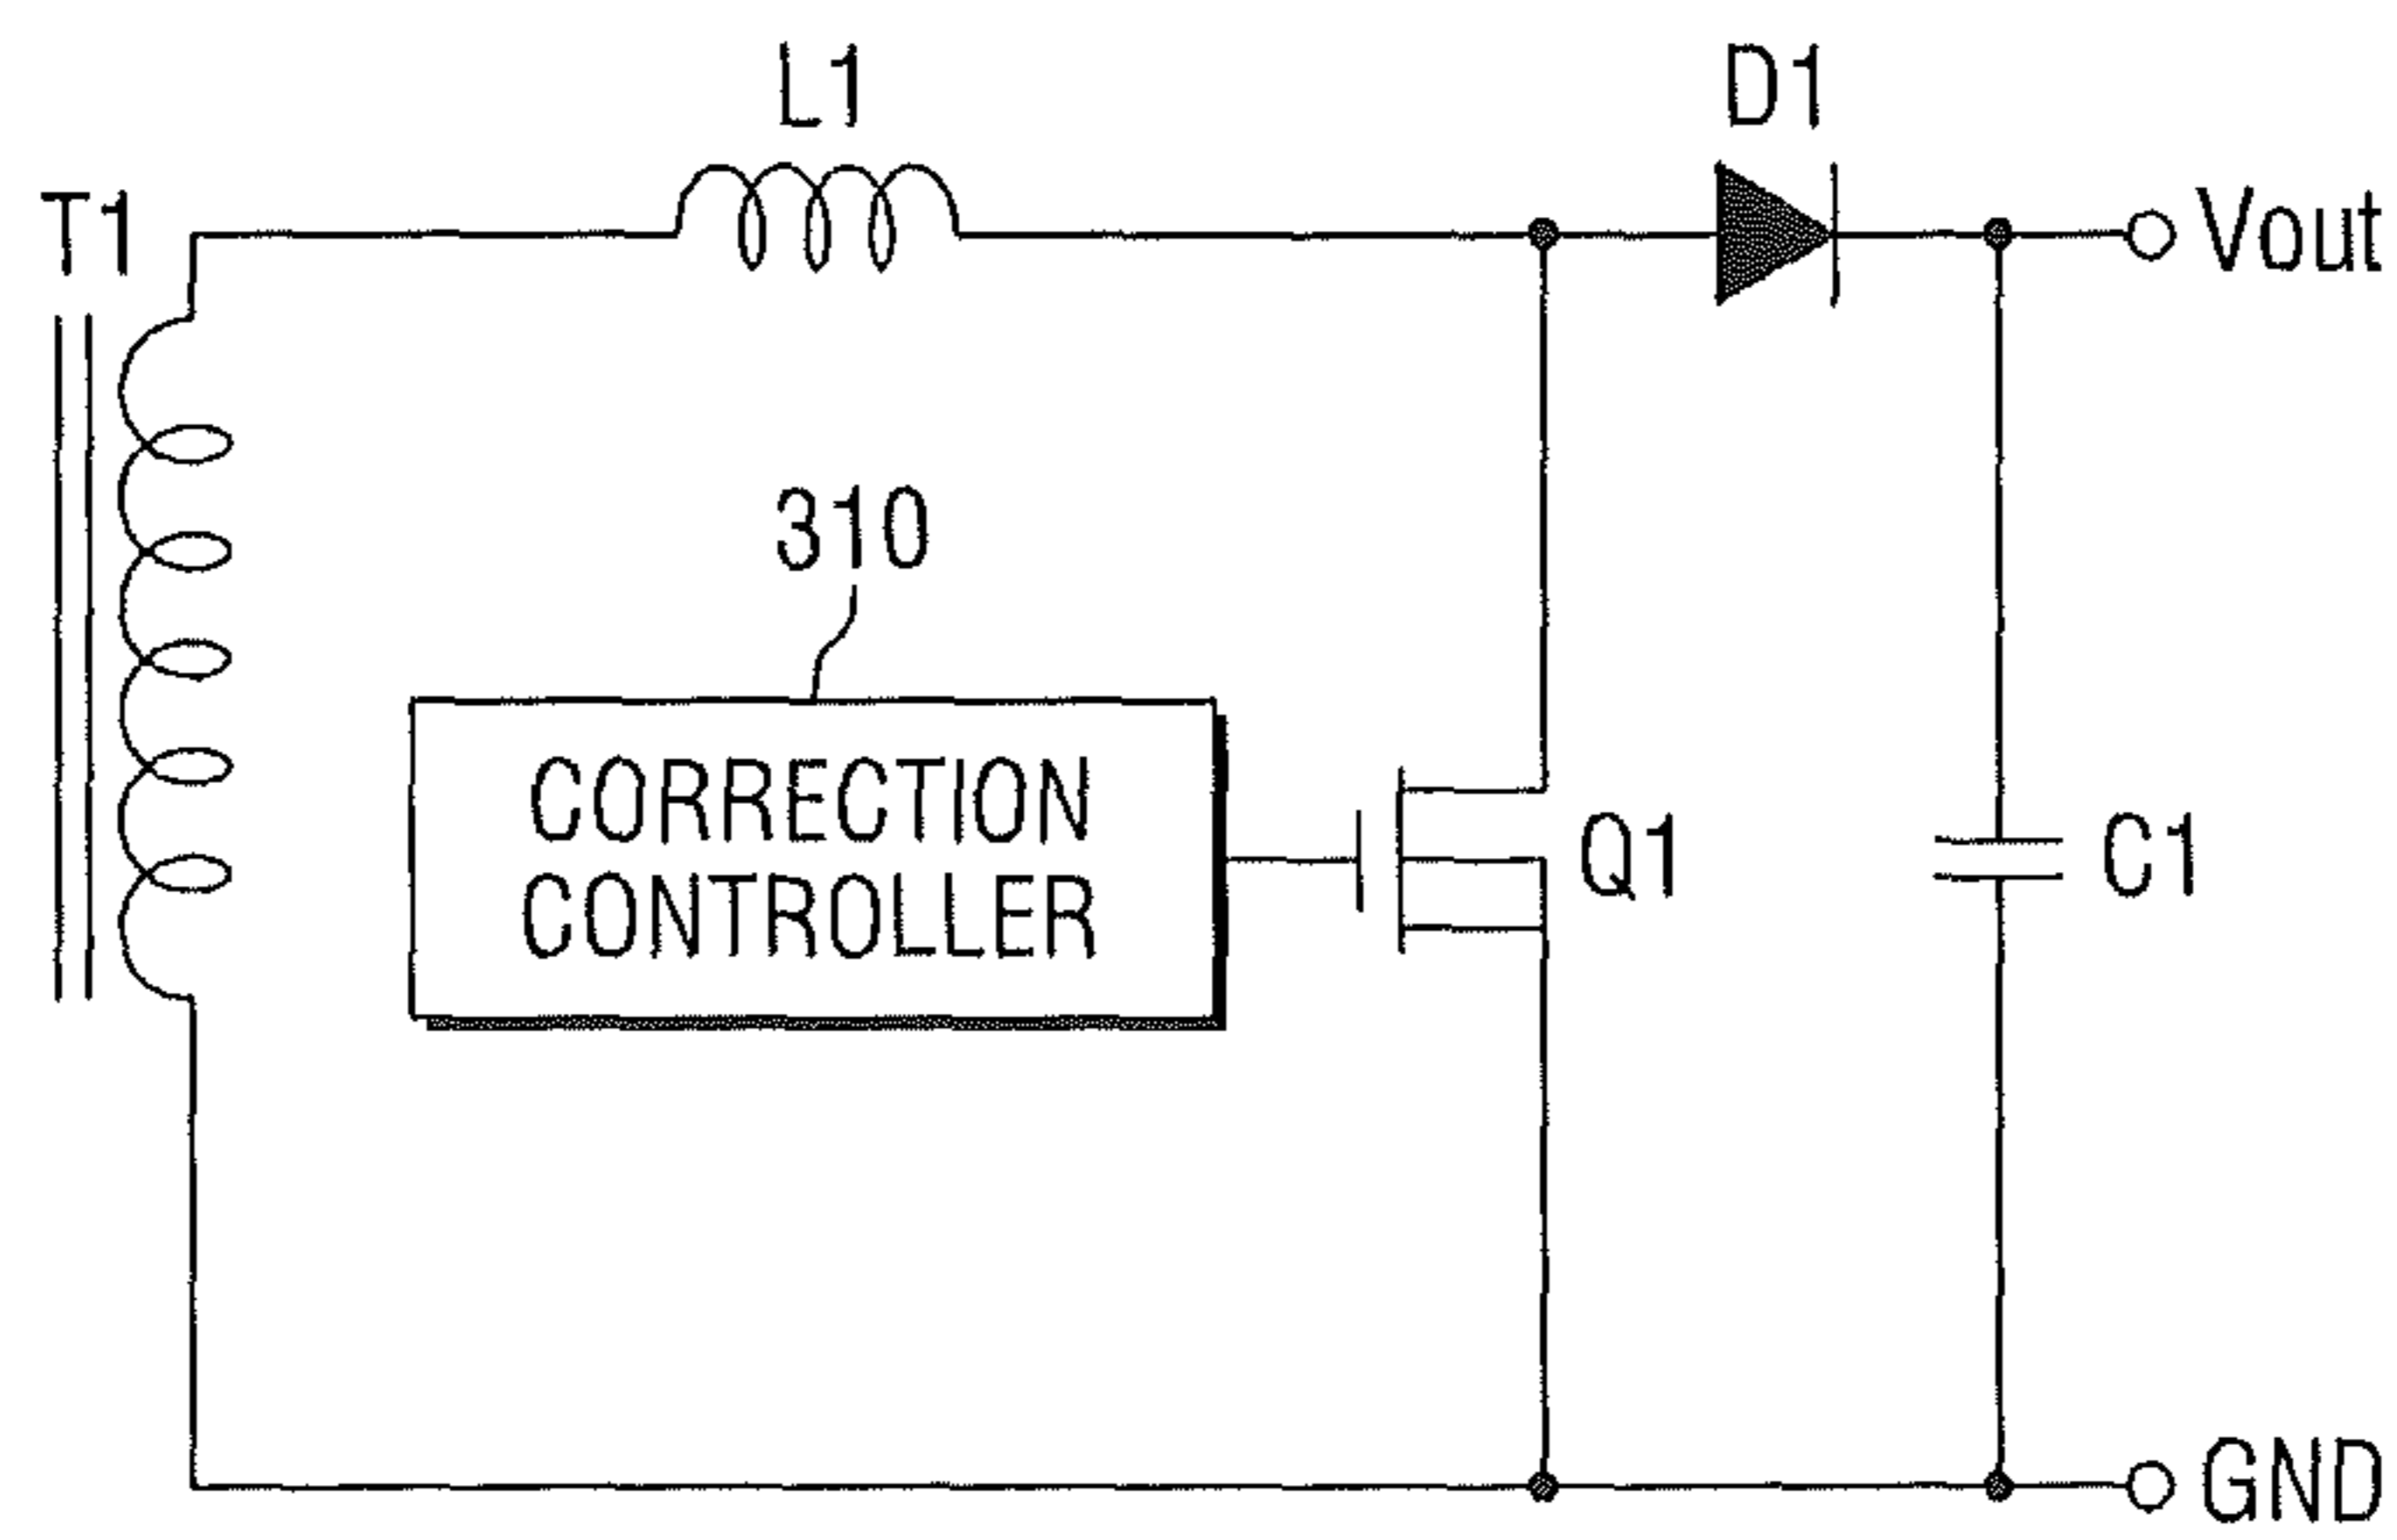 L1
D1
T1
Vout
310
CORRECTION
CONTROLLER
Q1
C1
GND